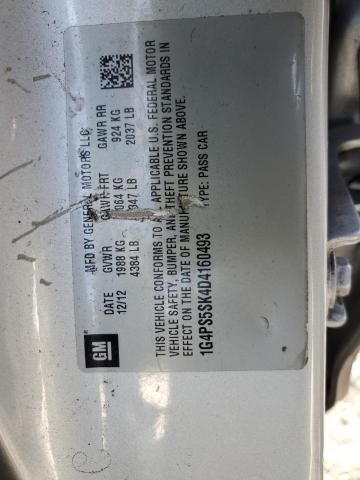 GM
MFD BY GENERAL MOTORS LLC
DATE GVWR GAWR FRT GAWR RR
12/12 1988 KG 1064 KG 924 KG
4384 LB 2347 LB 2037 LB
THIS VEHICLE CONFORMS TO ALL APPLICABLE U.S. FEDERAL MOTOR
VEHICLE SAFETY, BUMPER, AND THEFT PREVENTION STANDARDS IN
EFFECT ON THE DATE OF MANUFACTURE SHOWN ABOVE.
1G4PS5SK4D4160493 TYPE: PASS CAR